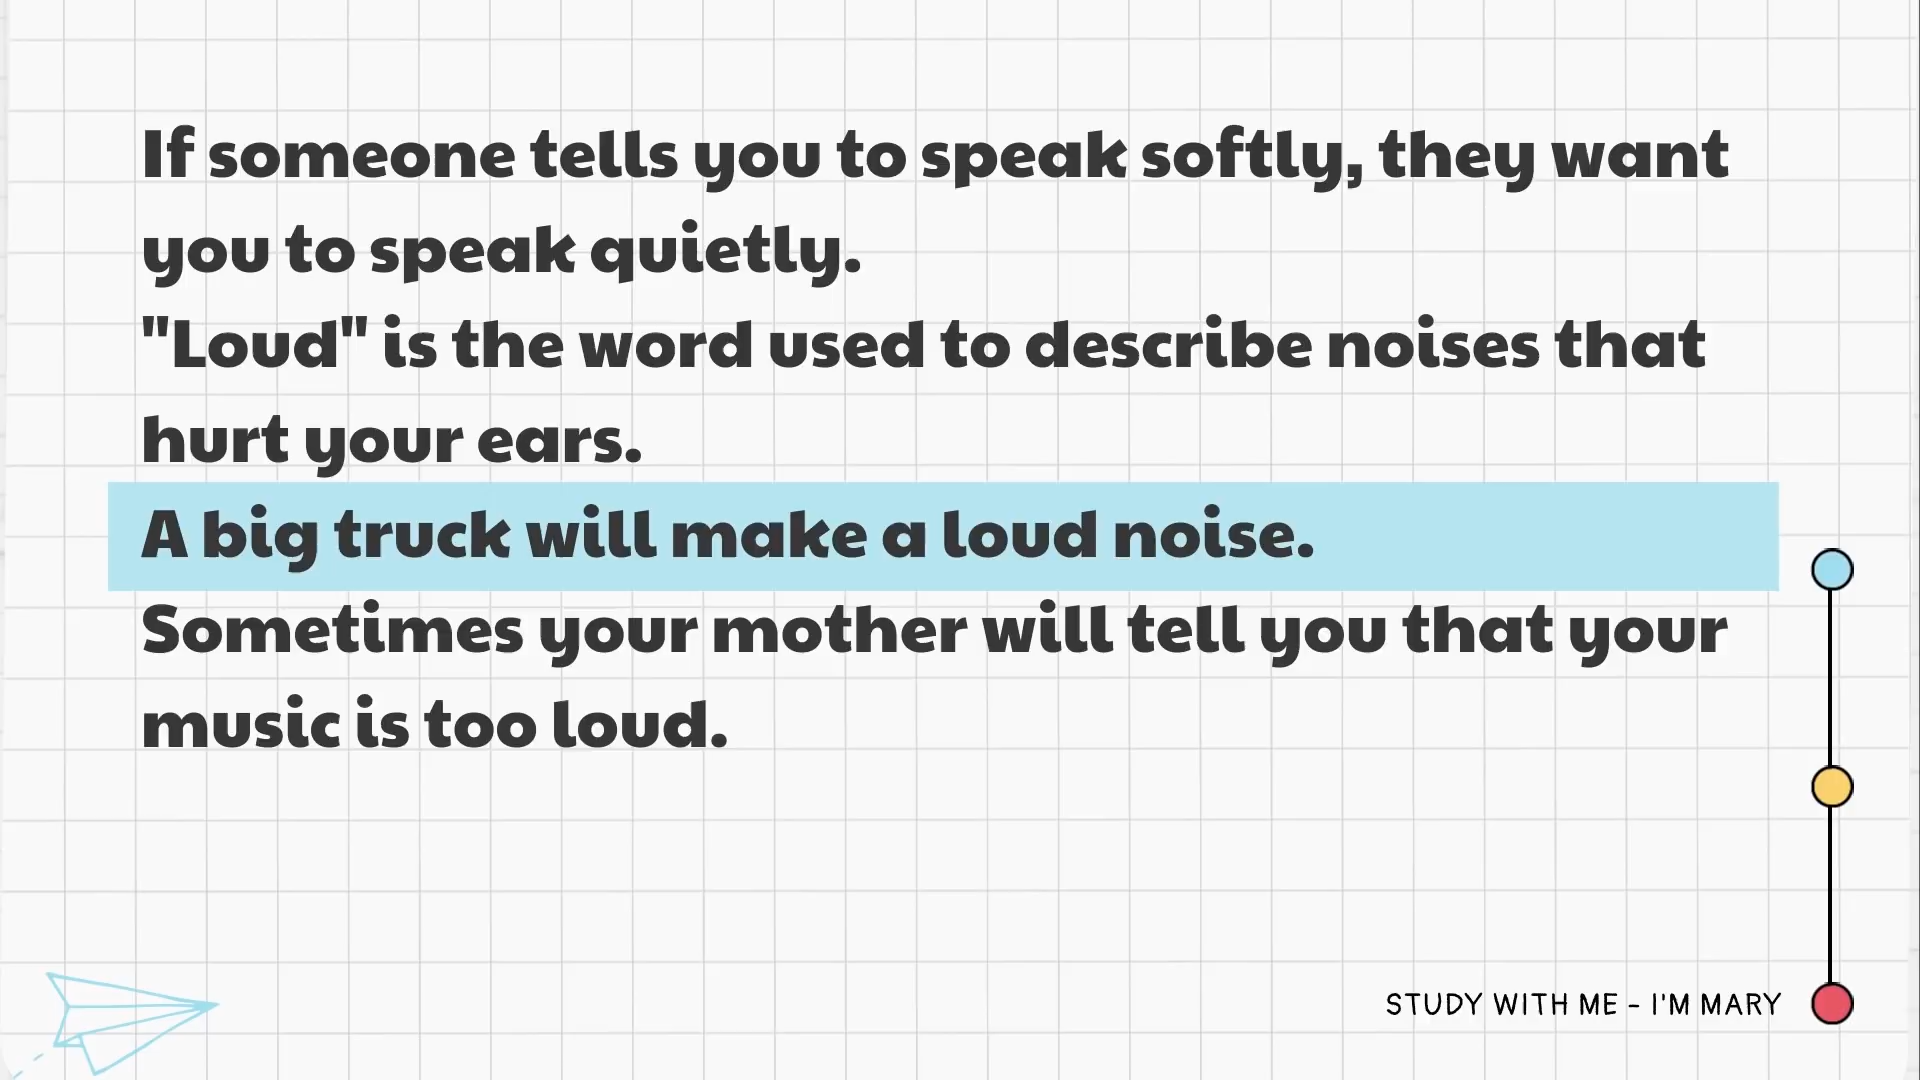 If someone tells you to speak softly, they want
you to speak quietly.
"Loud" is the word used to describe noises that
hurt your ears.
A big truck will make a loud noise.
Sometimes your mother will tell you that your
music is too loud.
STUDY WITH ME - I'M MARY